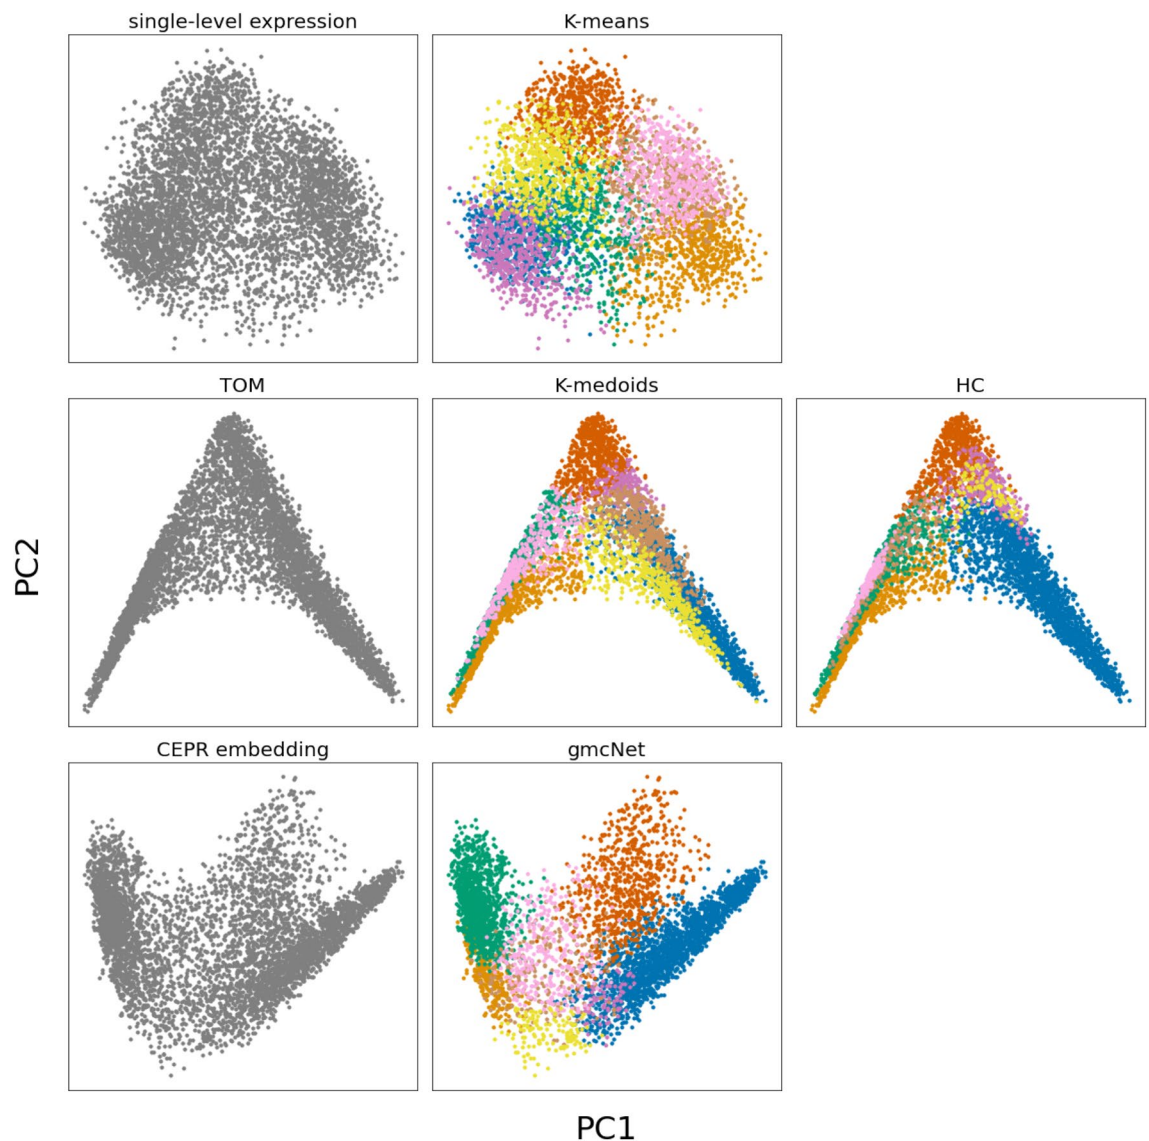 single-level expression
K-means
TOM
K-medoids
HC
PC2
CEPR embedding
gmcNet
PC1